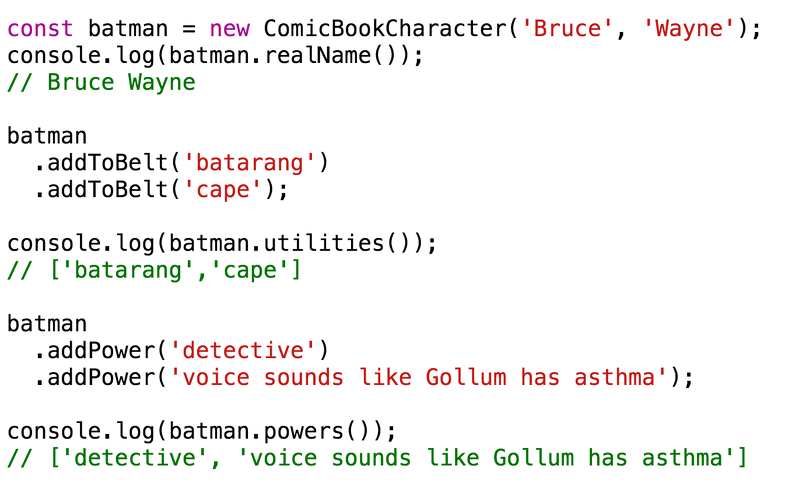 const batman = new ComicBookCharacter('Bruce', 'Wayne');
console.log(batman.realName());
// Bruce Wayne

batman
  .addToBelt('batarang')
  .addToBelt('cape');

console.log(batman.utilities());
// ['batarang','cape']

batman
  .addPower('detective')
  .addPower('voice sounds like Gollum has asthma');

console.log(batman.powers());
// ['detective', 'voice sounds like Gollum has asthma']